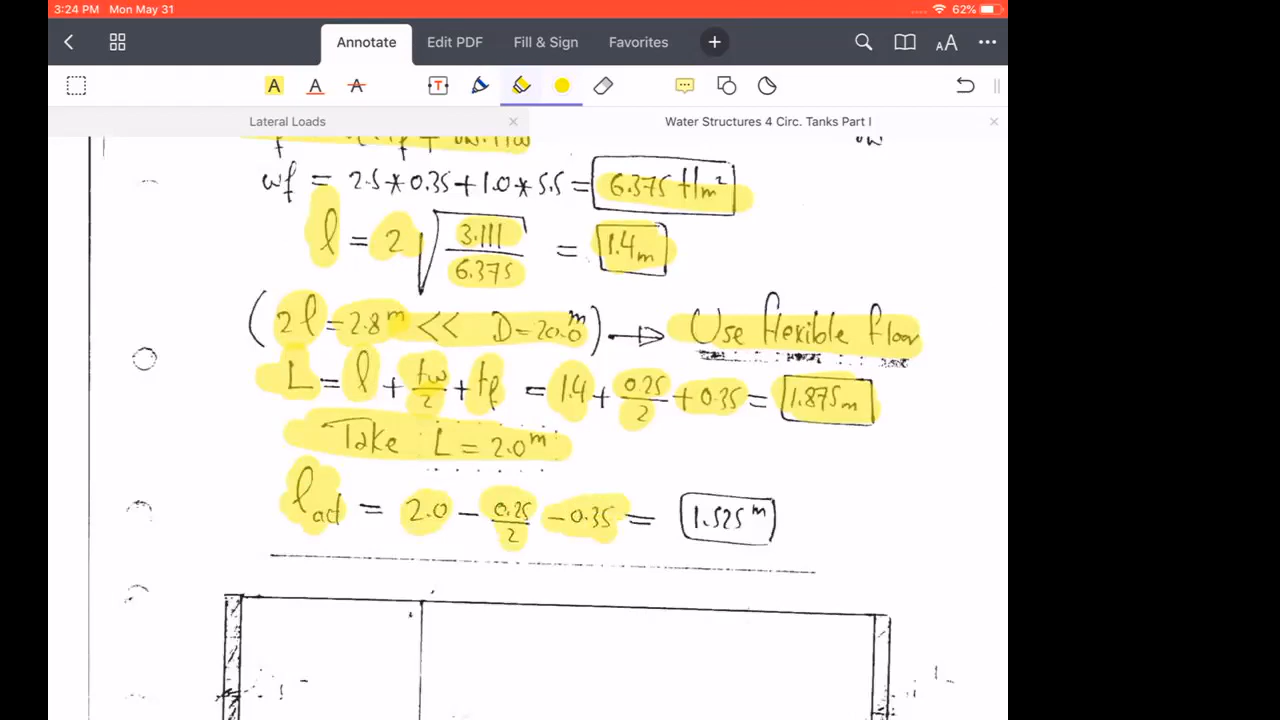 3:24 PM Mon May 31 62%
Annotate Edit PDF Fill & Sign Favorites
Lateral Loads Water Structures 4 Circ. Tanks Part I
wf = 2.5*0.35+1.0*5.5 = 6.375 t/m²
l = 2 √(3.111/6.375) = 1.4m
(2l = 2.8m << D = 20.0m) → Use flexible floor
L = l + tw/2 + tf = 1.4 + 0.25/2 + 0.35 = 1.875m
Take L = 2.0m
lact = 2.0 - 0.25/2 - 0.35 = 1.525m